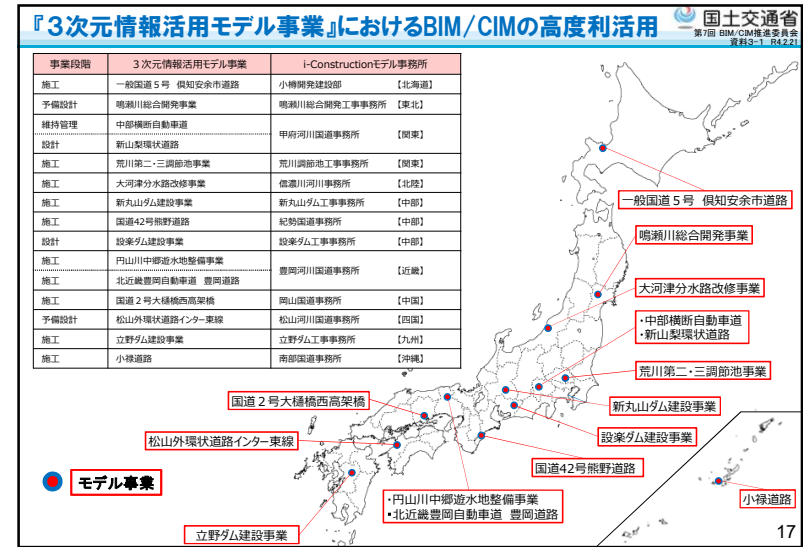 『３次元情報活用モデル事業』におけるBIM/CIMの高度利活用
国土交通省
第7回 BIM/CIM推進委員会
資料3-1 R4.2.21
事業段階 ３次元情報活用モデル事業 i-Constructionモデル事務所
施工 一般国道５号 倶知安余市道路 小樽開発建設部 【北海道】
予備設計 鳴瀬川総合開発事業 鳴瀬川総合開発工事事務所 【東北】
維持管理 中部横断自動車道 甲府河川国道事務所 【関東】
設計 新山梨環状道路
施工 荒川第二・三調節池事業 荒川調節池工事事務所 【関東】
施工 大河津分水路改修事業 信濃川河川事務所 【北陸】
施工 新丸山ダム建設事業 新丸山ダム工事事務所 【中部】
施工 国道42号熊野道路 紀勢国道事務所 【中部】
設計 設楽ダム建設事業 設楽ダム工事事務所 【中部】
施工 円山川中郷遊水地整備事業 豊岡河川国道事務所 【近畿】
施工 北近畿豊岡自動車道 豊岡道路
施工 国道２号大樋橋西高架橋 岡山国道事務所 【中国】
予備設計 松山外環状道路インター東線 松山河川国道事務所 【四国】
施工 立野ダム建設事業 立野ダム工事事務所 【九州】
施工 小禄道路 南部国道事務所 【沖縄】
一般国道５号 倶知安余市道路
鳴瀬川総合開発事業
大河津分水路改修事業
・中部横断自動車道
・新山梨環状道路
荒川第二・三調節池事業
新丸山ダム建設事業
設楽ダム建設事業
国道42号熊野道路
国道２号大樋橋西高架橋
松山外環状道路インター東線
・円山川中郷遊水地整備事業
▪北近畿豊岡自動車道 豊岡道路
立野ダム建設事業
小禄道路
モデル事業
17